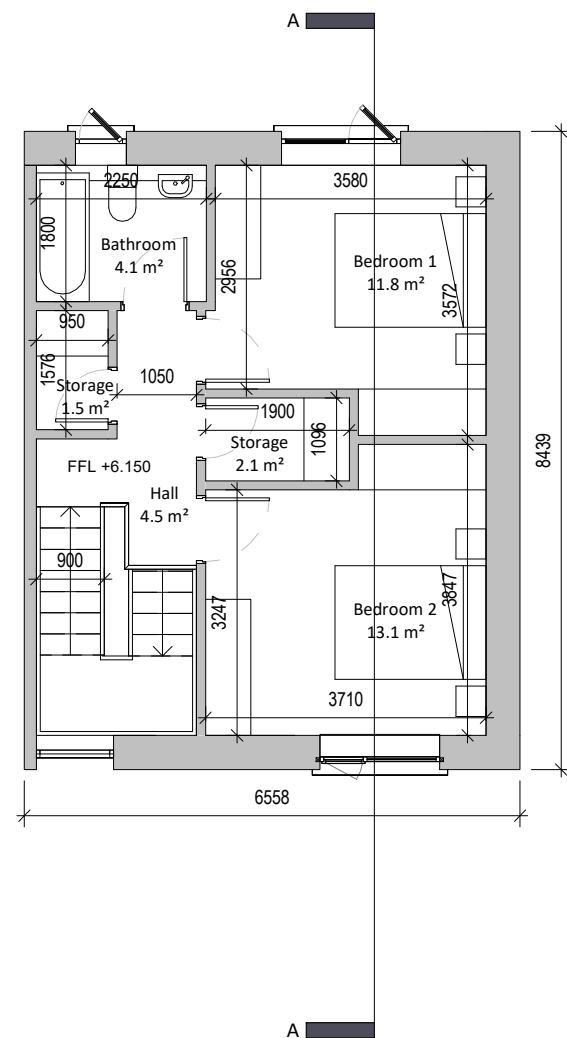 A
2250
3580
1800
Bathroom
4.1 m²
2956
Bedroom 1
11.8 m²
3572
950
1576
Storage
1.5 m²
1050
1900
Storage
2.1 m²
1096
8439
FFL +6.150
Hall
4.5 m²
900
3247
Bedroom 2
13.1 m²
3847
3710
6558
A